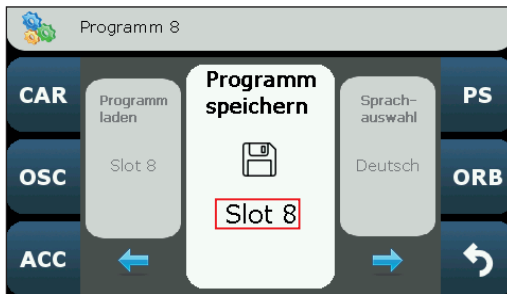 Programm 8
CAR
OSC
ACC
Programm
laden
Slot 8
Programm
speichern
Slot 8
Sprach-
auswahl
Deutsch
PS
ORB